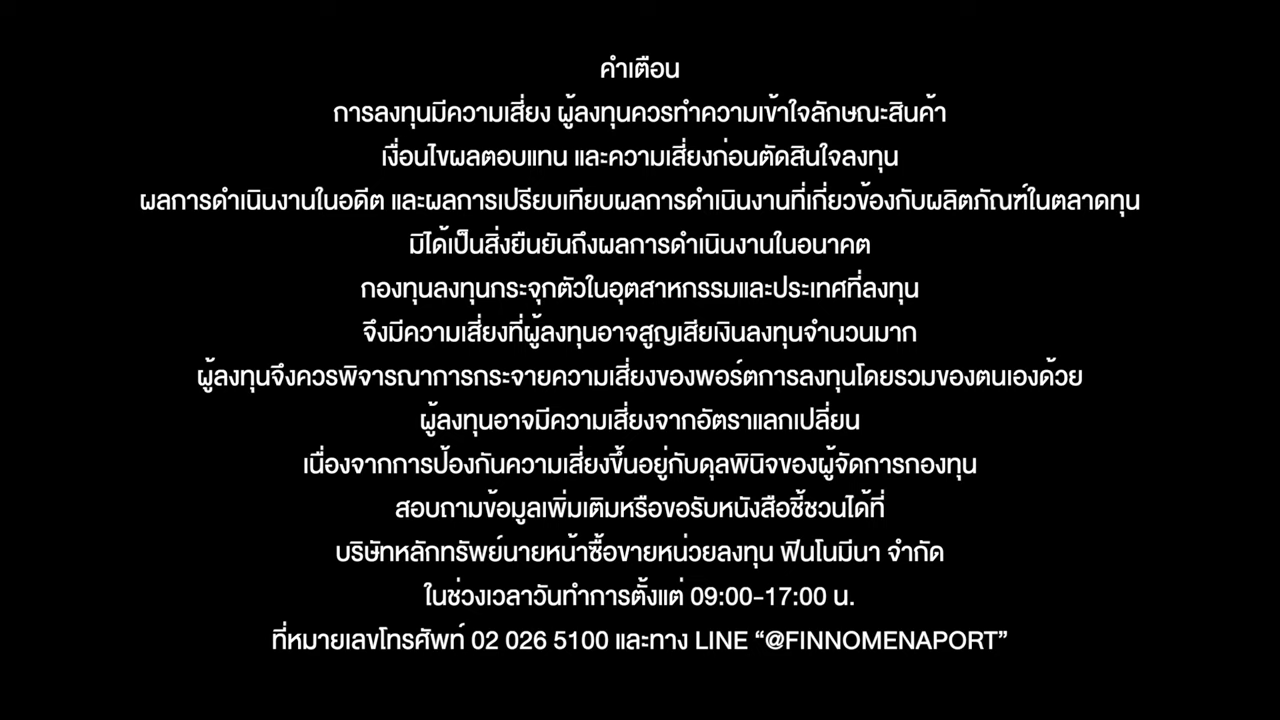 คำเตือน
การลงทุนมีความเสี่ยง ผู้ลงทุนควรทำความเข้าใจลักษณะสินค้า
เงื่อนไขผลตอบแทน และความเสี่ยงก่อนตัดสินใจลงทุน
ผลการดำเนินงานในอดีต และผลการเปรียบเทียบผลการดำเนินงานที่เกี่ยวข้องกับผลิตภัณฑ์ในตลาดทุน
มิได้เป็นสิ่งยืนยันถึงผลการดำเนินงานในอนาคต
กองทุนลงทุนกระจุกตัวในอุตสาหกรรมและประเทศที่ลงทุน
จึงมีความเสี่ยงที่ผู้ลงทุนอาจสูญเสียเงินลงทุนจำนวนมาก
ผู้ลงทุนจึงควรพิจารณาการกระจายความเสี่ยงของพอร์ตการลงทุนโดยรวมของตนเองด้วย
ผู้ลงทุนอาจมีความเสี่ยงจากอัตราแลกเปลี่ยน
เนื่องจากการป้องกันความเสี่ยงขึ้นอยู่กับดุลพินิจของผู้จัดการกองทุน
สอบถามข้อมูลเพิ่มเติมหรือขอรับหนังสือชี้ชวนได้ที่
บริษัทหลักทรัพย์นายหน้าซื้อขายหน่วยลงทุน ฟินโนมีนา จำกัด
ในช่วงเวลาวันทำการตั้งแต่ 09:00-17:00 น.
ที่หมายเลขโทรศัพท์ 02 026 5100 และทาง LINE “@FINNOMENAPORT”